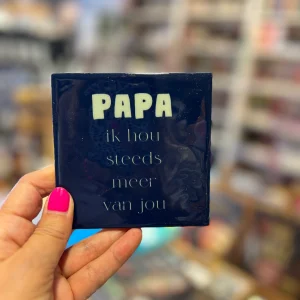 PAPA
ik hou
steeds
meer
van jou